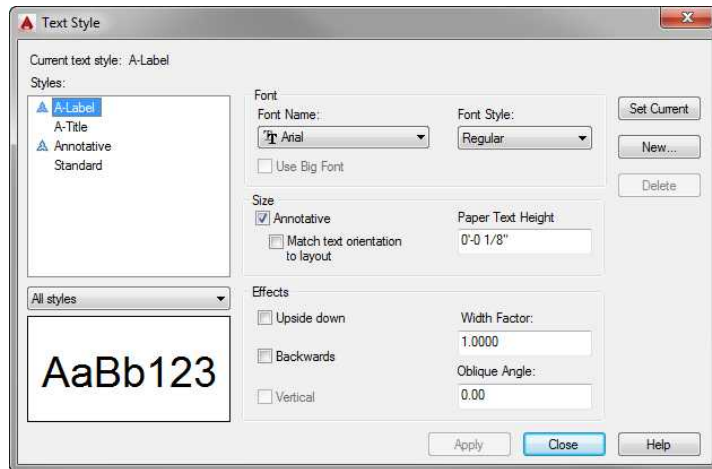 Text Style
Current text style: A-Label
Styles:
A-Label
A-Title
Annotative
Standard
All styles
AaBb123
Font
Font Name:
Arial
Use Big Font
Font Style:
Regular
Size
Annotative
Match text orientation
to layout
Paper Text Height
0'-0 1/8"
Effects
Upside down
Backwards
Vertical
Width Factor:
1.0000
Oblique Angle:
0.00
Set Current
New...
Delete
Apply
Close
Help